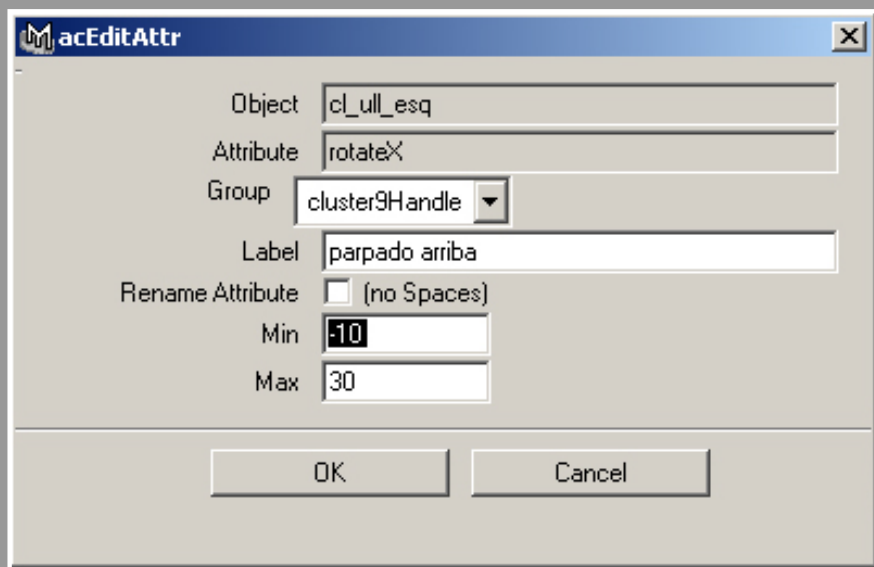 acEditAttr
Object cl_ull_esq
Attribute rotateX
Group cluster9Handle
Label parpado arriba
Rename Attribute (no Spaces)
Min -10
Max 30
OK Cancel